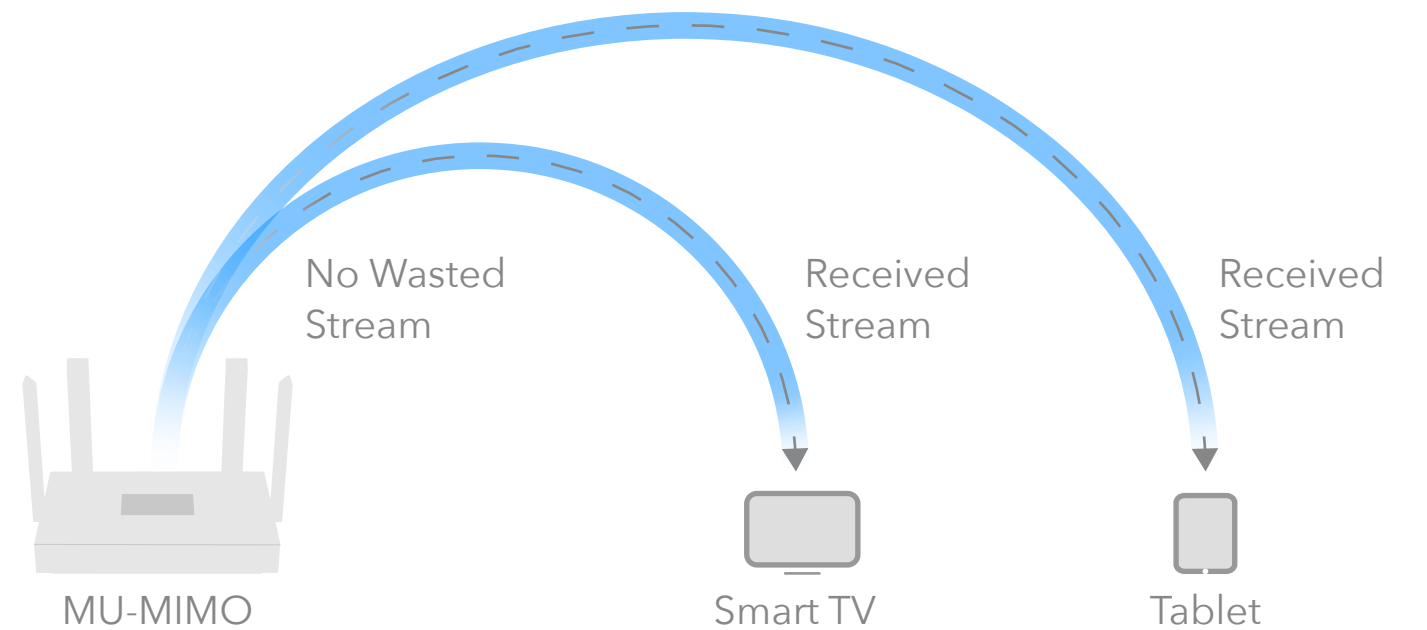 No Wasted
Stream
Received
Stream
Received
Stream
MU-MIMO
Smart TV
Tablet